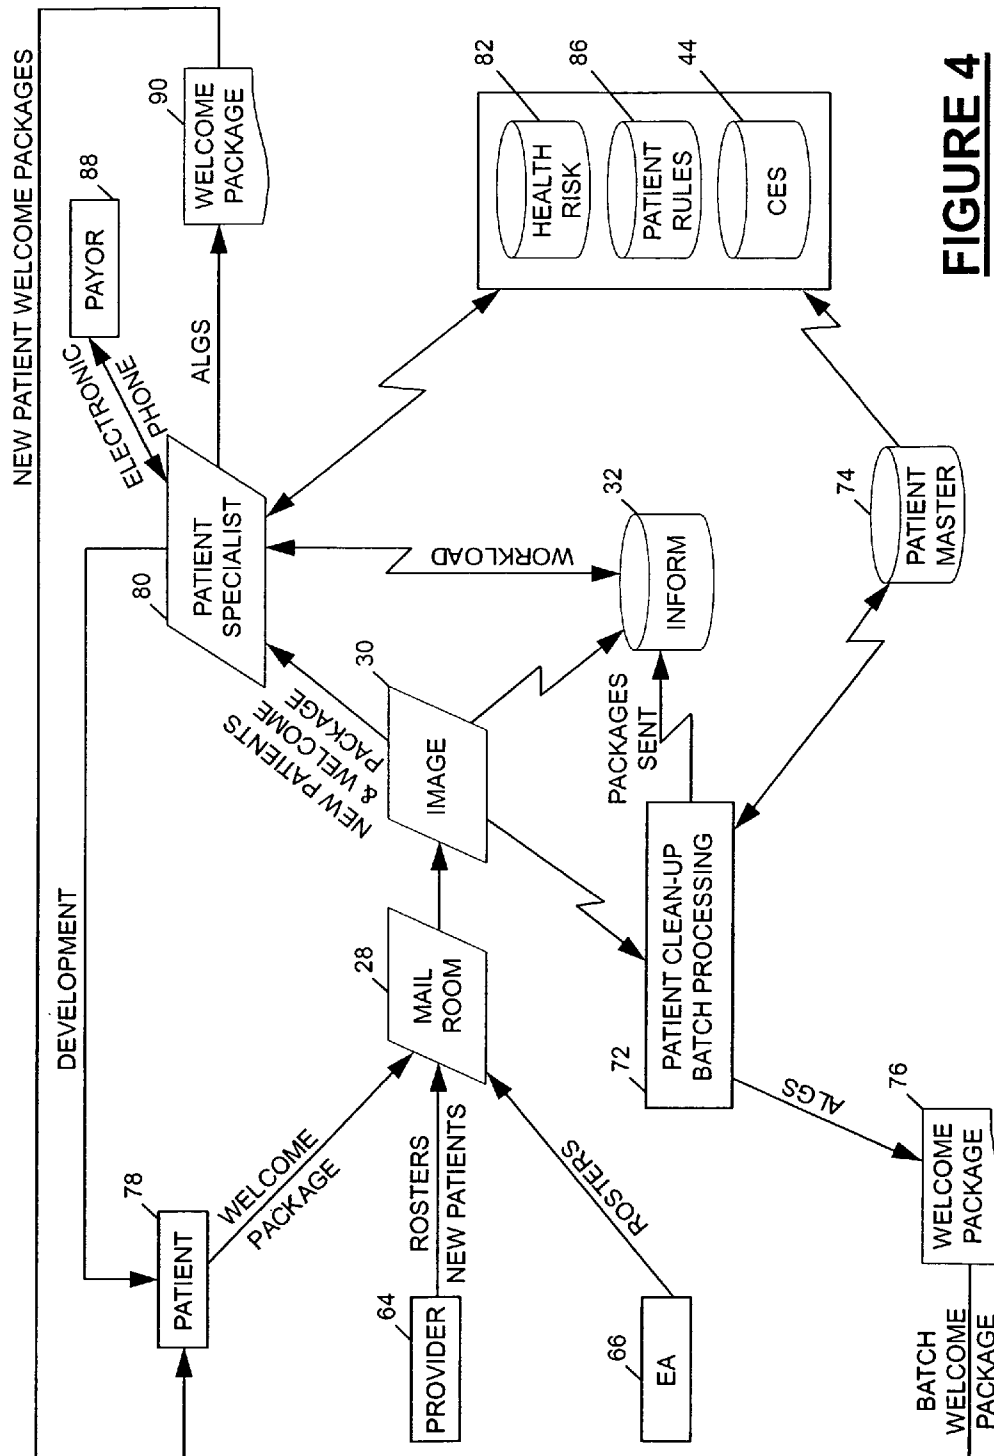 NEW PATIENT WELCOME PACKAGES
DEVELOPMENT
78
PATIENT
80
PATIENT
SPECIALIST
ELECTRONIC
PHONE
88
PAYOR
ALGS
90
WELCOME
PACKAGE
WELCOME
PACKAGE
64
PROVIDER
ROSTERS
NEW PATIENTS
28
MAIL
ROOM
30
IMAGE
NEW PATIENTS
& WELCOME
PACKAGE
WORKLOAD
82
HEALTH
RISK
86
PATIENT
RULES
44
CES
66
EA
ROSTERS
32
INFORM
PACKAGES
SENT
72
PATIENT CLEAN-UP
BATCH PROCESSING
74
PATIENT
MASTER
ALGS
76
WELCOME
PACKAGE
BATCH
WELCOME
PACKAGE
FIGURE 4